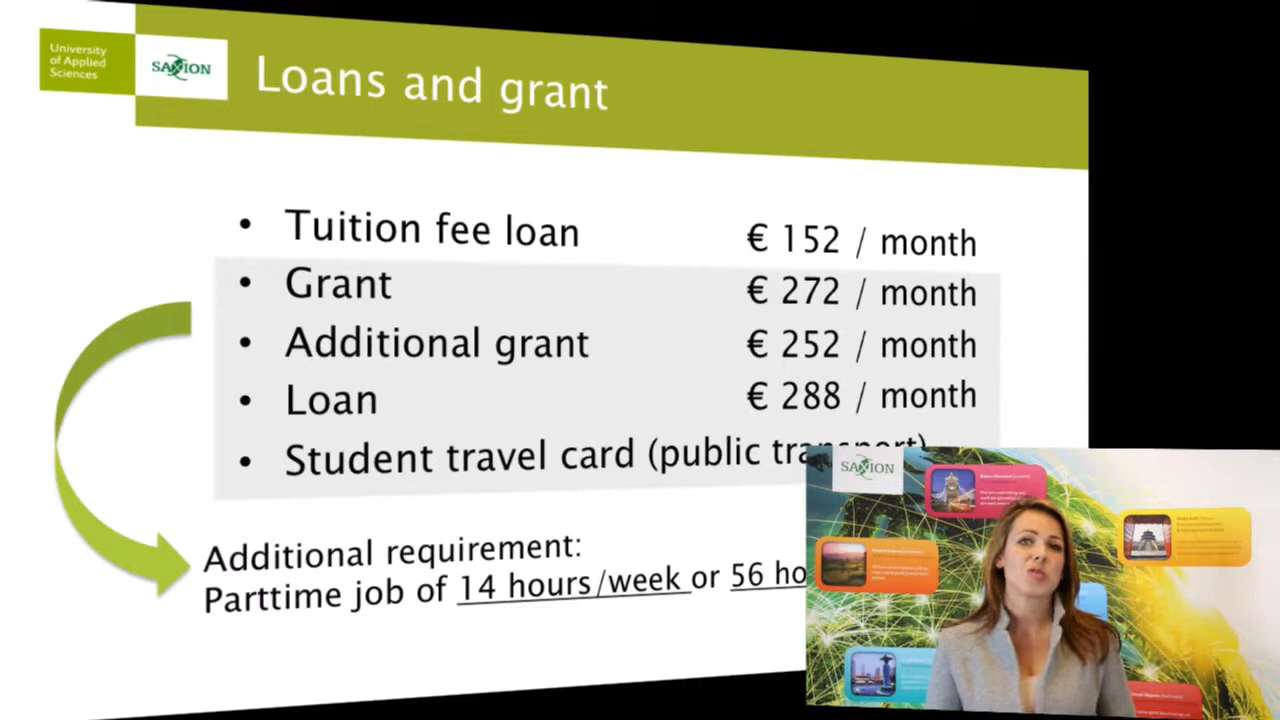 University
of Applied
Sciences
SAXION
Loans and grant
• Tuition fee loan € 152 / month
• Grant € 272 / month
• Additional grant € 252 / month
• Loan € 288 / month
• Student travel card (public transport)
Additional requirement:
Parttime job of 14 hours/week or 56 ho
SAXION